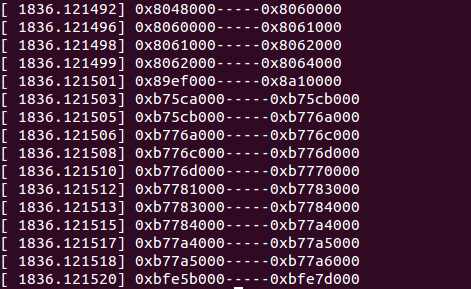 [ 1836.121492] 0x8048000-----0x8060000
[ 1836.121496] 0x8060000-----0x8061000
[ 1836.121498] 0x8061000-----0x8062000
[ 1836.121499] 0x8062000-----0x8064000
[ 1836.121501] 0x89ef000-----0x8a10000
[ 1836.121503] 0xb75ca000-----0xb75cb000
[ 1836.121505] 0xb75cb000-----0xb776a000
[ 1836.121506] 0xb776a000-----0xb776c000
[ 1836.121508] 0xb776c000-----0xb776d000
[ 1836.121510] 0xb776d000-----0xb7770000
[ 1836.121512] 0xb7781000-----0xb7783000
[ 1836.121513] 0xb7783000-----0xb7784000
[ 1836.121515] 0xb7784000-----0xb77a4000
[ 1836.121517] 0xb77a4000-----0xb77a5000
[ 1836.121518] 0xb77a5000-----0xb77a6000
[ 1836.121520] 0xbfe5b000-----0xbfe7d000